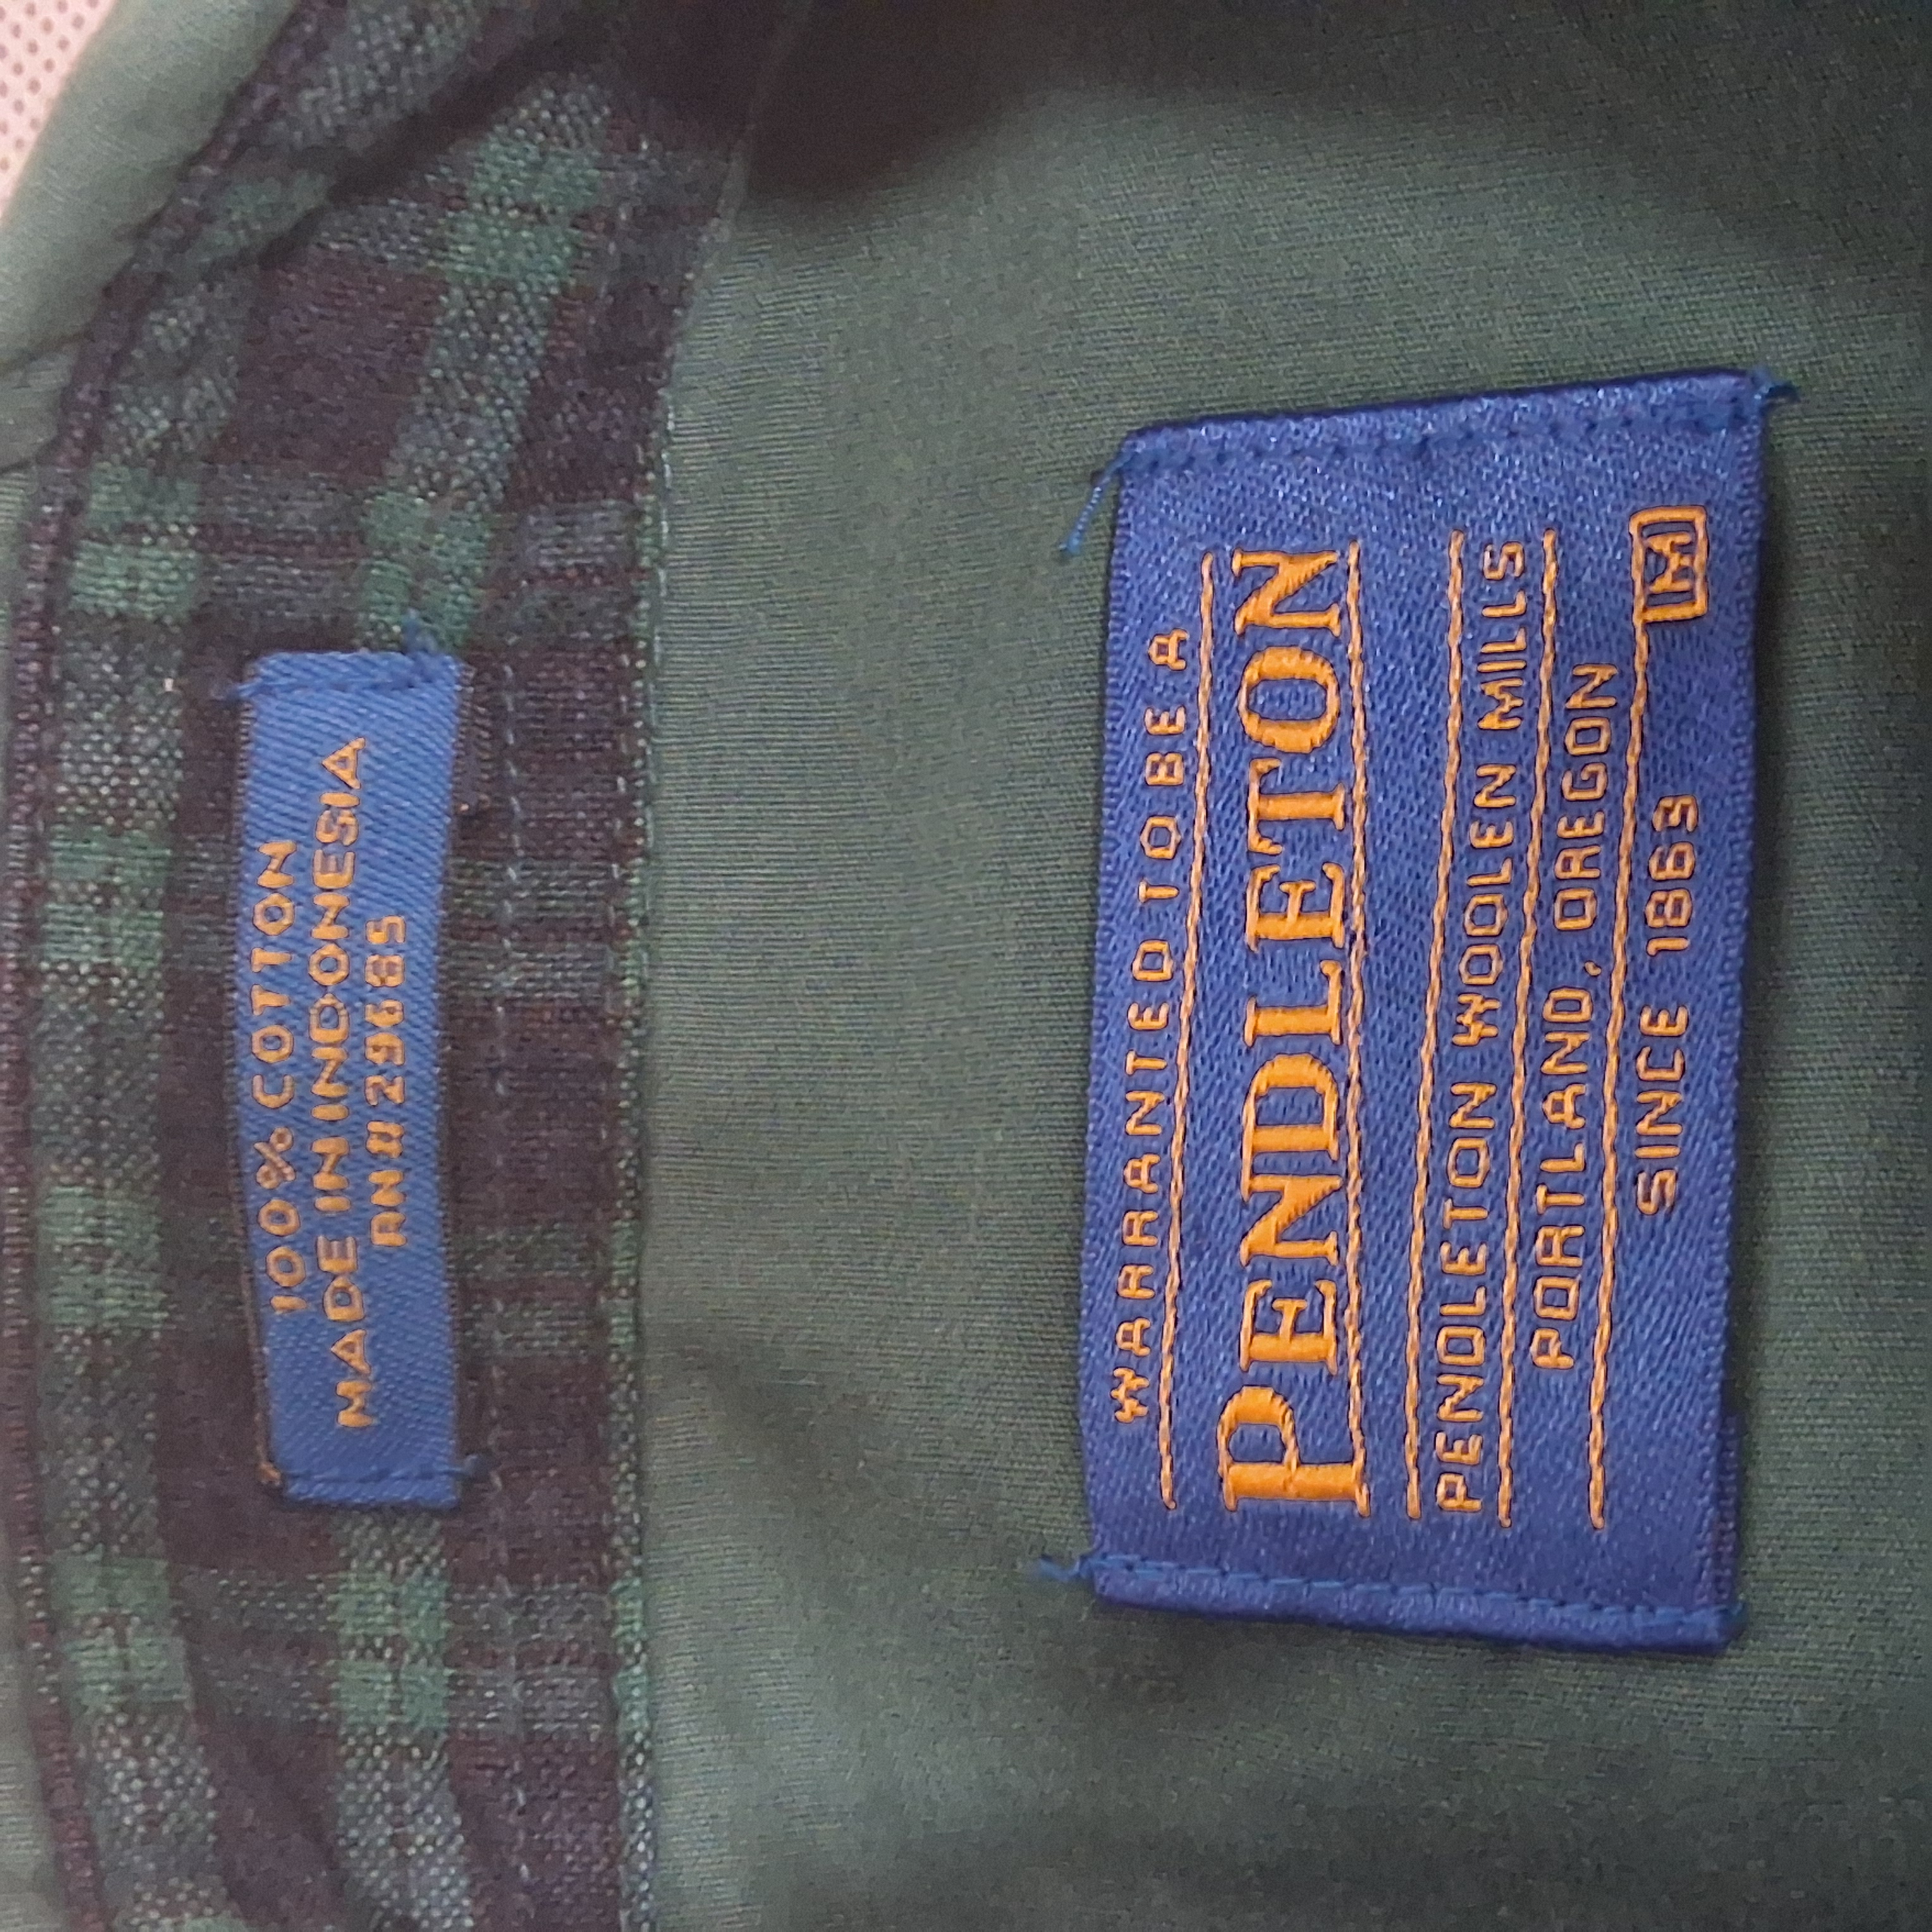 100% COTTON
MADE IN INDONESIA
RN# 29685
WARRANTED TO BE A
PENDLETON
PENDLETON WOOLEN MILLS
PORTLAND, OREGON
M
SINCE 1863